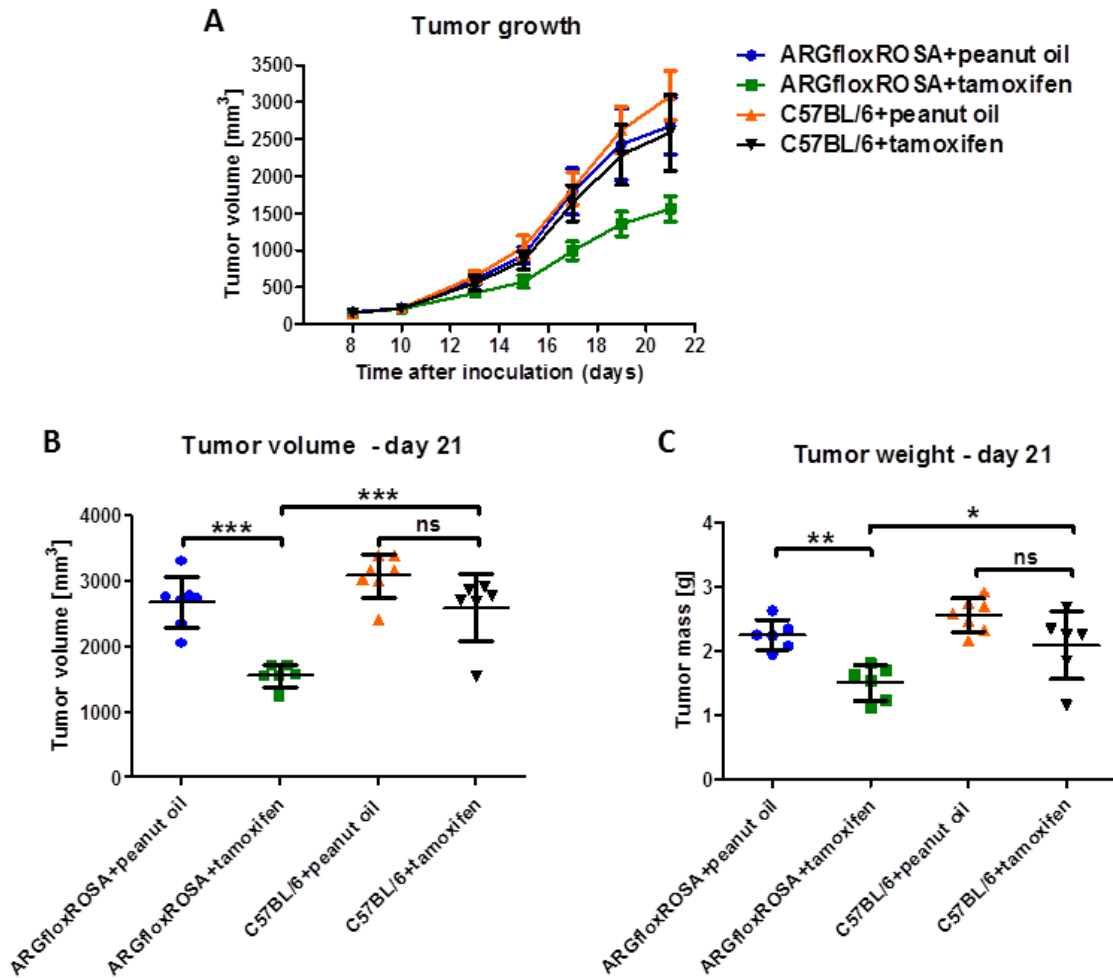 A
Tumor growth
Tumor volume [mm³]
3500
3000
2500
2000
1500
1000
500
0
8 10 12 14 16 18 20 22
Time after inoculation (days)
ARGfloxROSA+peanut oil
ARGfloxROSA+tamoxifen
C57BL/6+peanut oil
C57BL/6+tamoxifen
B
Tumor volume - day 21
Tumor volume [mm³]
4000
3000
2000
1000
0
***
***
ns
ARGfloxROSA+peanut oil
ARGfloxROSA+tamoxifen
C57BL/6+peanut oil
C57BL/6+tamoxifen
C
Tumor weight - day 21
Tumor mass [g]
4
3
2
1
0
*
**
ns
ARGfloxROSA+peanut oil
ARGfloxROSA+tamoxifen
C57BL/6+peanut oil
C57BL/6+tamoxifen